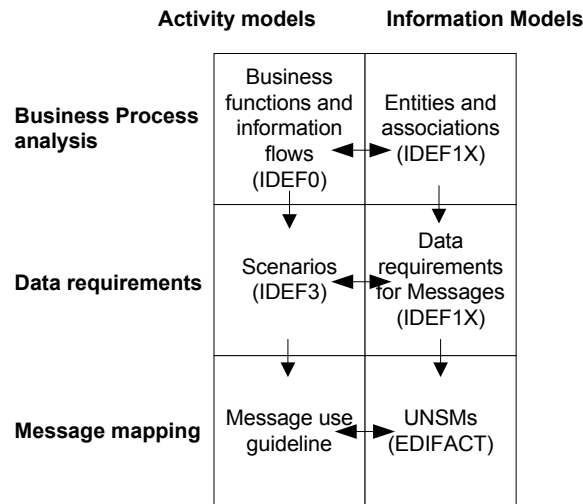 Activity models
Information Models
Business Process
analysis
Business
functions and
information
flows
(IDEF0)
Entities and
associations
(IDEF1X)
Data requirements
Scenarios
(IDEF3)
Data
requirements
for Messages
(IDEF1X)
Message mapping
Message use
guideline
UNSMs
(EDIFACT)